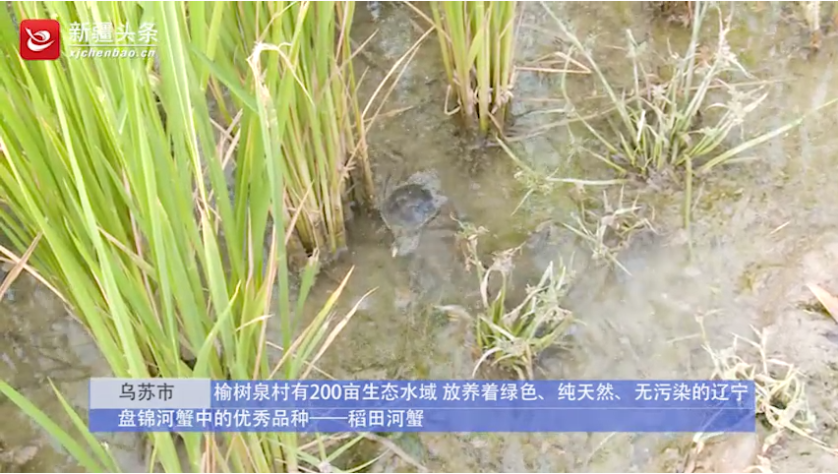 新疆头条
xjchenbao.cn
乌苏市 榆树泉村有200亩生态水域 放养着绿色、纯天然、无污染的辽宁
盘锦河蟹中的优秀品种——稻田河蟹